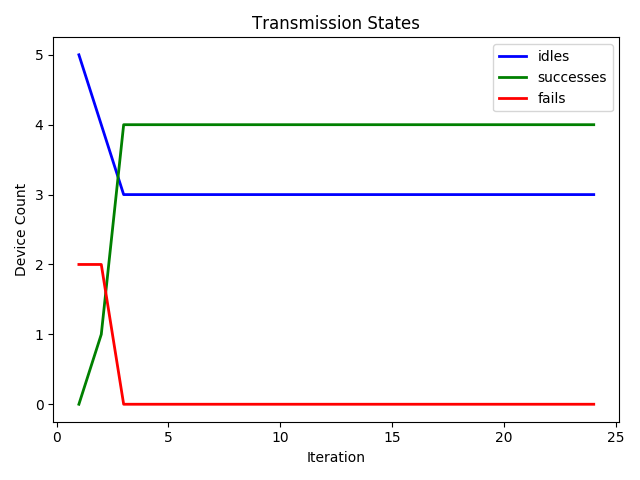 Transmission States
idles
successes
fails
Device Count
5
4
3
2
1
0
0 5 10 15 20 25
Iteration